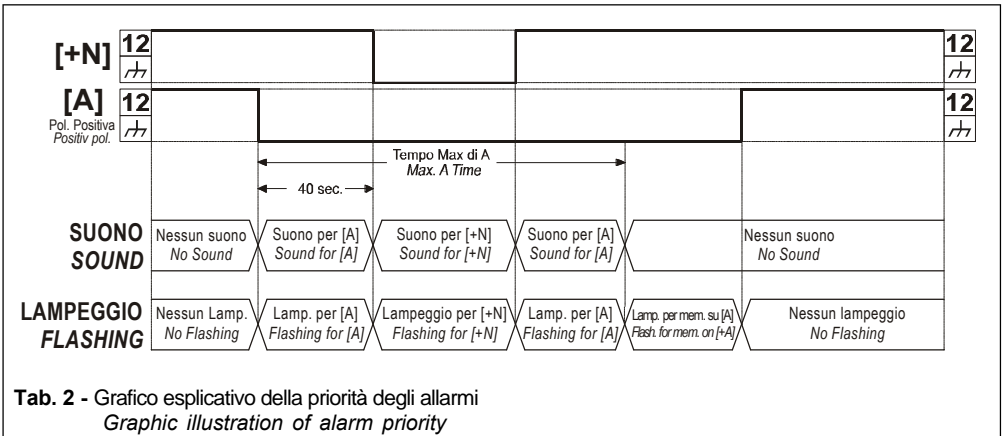 [+N] 12 12
[A] 12 12
Pol. Positiva
Positiv pol.
Tempo Max di A
Max. A Time
40 sec.
SUONO Nessun suono Suono per [A] Suono per [+N] Suono per [A] Nessun suono
SOUND No Sound Sound for [A] Sound for [+N] Sound for [A] No Sound
LAMPEGGIO Nessun Lamp. Lamp. per [A] Lampeggio per [+N] Lamp. per [A] Lamp. per mem. su [A] Nessun lampeggio
FLASHING No Flashing Flashing for [A] Flashing for [+N] Flashing for [A] Flash. for mem. on [+A] No Flashing
Tab. 2 - Grafico esplicativo della priorità degli allarmi
Graphic illustration of alarm priority